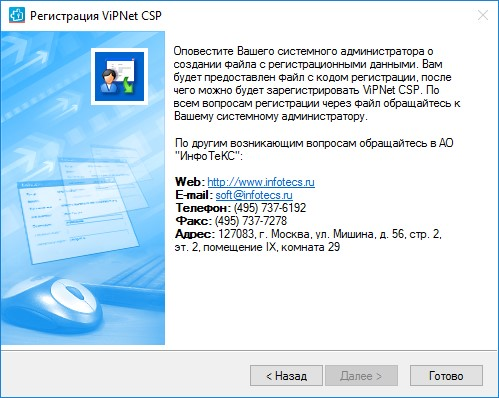 Регистрация ViPNet CSP
Оповестите Вашего системного администратора о
создании файла с регистрационными данными. Вам
будет предоставлен файл с кодом регистрации, после
чего можно будет зарегистрировать ViPNet CSP. По
всем вопросам регистрации через файл обращайтесь к
Вашему системному администратору.
По другим возникающим вопросам обращайтесь в АО
"ИнфоТеКС":
Web: http://www.infotecs.ru
E-mail: soft@infotecs.ru
Телефон: (495) 737-6192
Факс: (495) 737-7278
Адрес: 127083, г. Москва, ул. Мишина, д. 56, стр. 2,
эт. 2, помещение IX, комната 29
< Назад
Далее >
Готово